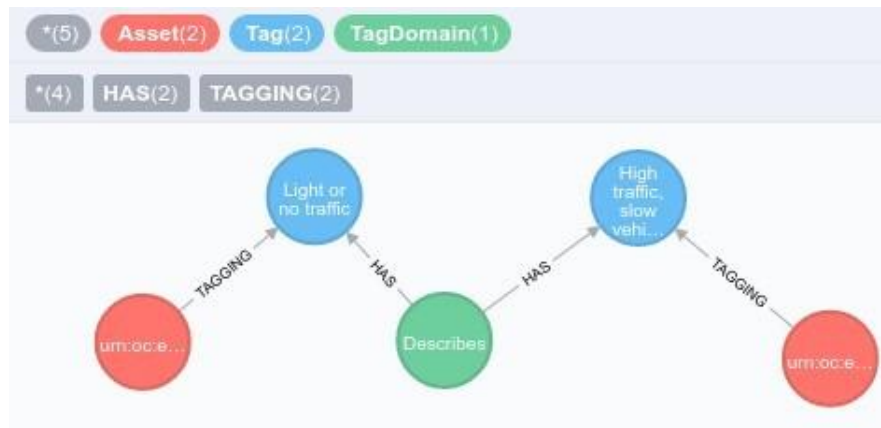 *(5) Asset(2) Tag(2) TagDomain(1)
*(4) HAS(2) TAGGING(2)
Light or
no traffic
High
traffic,
slow
vehi...
TAGGING
HAS
HAS
TAGGING
urn:oc:e...
Describes
urn:oc:e...